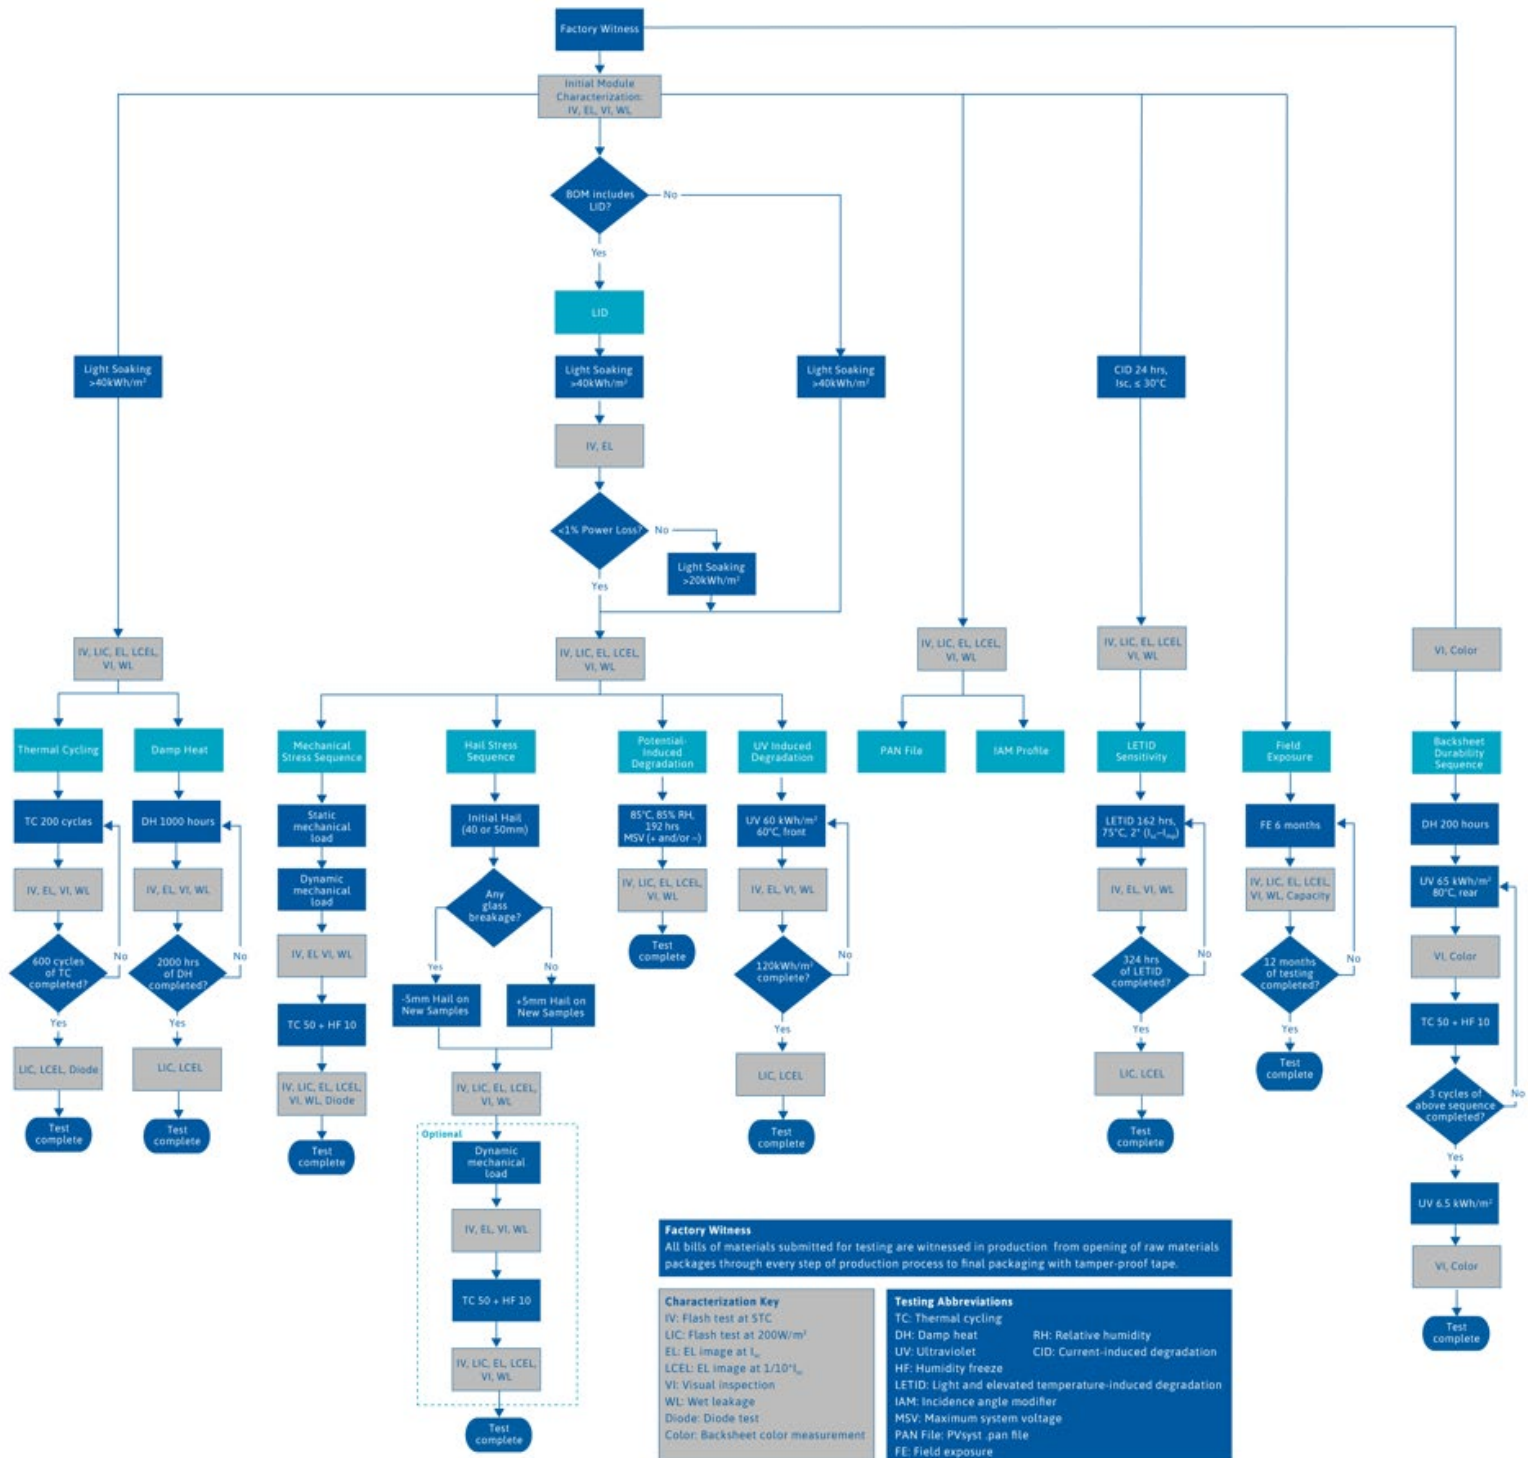 Factory Witness
Initial Module
Characterization:
IV, EL, VI, WL
BOM includes
LID?
No
Yes
LID
Light Soaking
>40kWh/m²
Light Soaking
>40kWh/m²
Light Soaking
>40kWh/m²
CID 24 hrs,
Isc, ≤ 30°C
IV, EL
<1% Power Loss?
No
Light Soaking
>20kWh/m²
Yes
IV, LIC, EL, LCEL,
VI, WL
IV, LIC, EL, LCEL,
VI, WL
IV, LIC, EL, LCEL
VI, WL
IV, LIC, EL, LCEL
VI, WL
VI, Color
Thermal Cycling
TC 200 cycles
IV, EL, VI, WL
600 cycles
of TC
completed?
No
Yes
LIC, LCEL, Diode
Test
complete
Damp Heat
DH 1000 hours
IV, EL, VI, WL
2000 hrs
of DH
completed?
No
Yes
LIC, LCEL
Test
complete
Mechanical
Stress Sequence
Static
mechanical
load
Dynamic
mechanical
load
IV, EL VI, WL
TC 50 + HF 10
IV, LIC, EL, LCEL,
VI, WL, Diode
Test
complete
Hail Stress
Sequence
Initial Hail
(40 or 50mm)
Any
glass
breakage?
Yes
No
-5mm Hail on
New Samples
+5mm Hail on
New Samples
IV, LIC, EL, LCEL,
VI, WL
Optional
Dynamic
mechanical
load
IV, EL, VI, WL
TC 50 + HF 10
IV, LIC, EL, LCEL,
VI, WL
Test
complete
Potential-
Induced
Degradation
85°C, 85% RH,
192 hrs
MSV (+ and/or –)
IV, LIC, EL, LCEL,
VI, WL
Test
complete
UV Induced
Degradation
UV 60 kWh/m²
60°C, front
IV, EL, VI, WL
120kWh/m²
complete?
No
Yes
LIC, LCEL
Test
complete
PAN File
IAM Profile
LETID
Sensitivity
LETID 162 hrs,
75°C, 2* (Isc–Imp)
IV, EL, VI, WL
324 hrs
of LETID
completed?
No
Yes
LIC, LCEL
Test
complete
Field
Exposure
FE 6 months
IV, LIC, EL, LCEL,
VI, WL, Capacity
12 months
of testing
completed?
No
Yes
Test
complete
Backsheet
Durability
Sequence
DH 200 hours
UV 65 kWh/m²
80°C, rear
VI, Color
TC 50 + HF 10
3 cycles of
above sequence
completed?
No
Yes
UV 6.5 kWh/m²
VI, Color
Test
complete
Factory Witness
All bills of materials submitted for testing are witnessed in production from opening of raw materials
packages through every step of production process to final packaging with tamper-proof tape.
Characterization Key
IV: Flash test at STC
LIC: Flash test at 200W/m²
EL: EL image at Isc
LCEL: EL image at 1/10*Isc
VI: Visual inspection
WL: Wet leakage
Diode: Diode test
Color: Backsheet color measurement
Testing Abbreviations
TC: Thermal cycling
DH: Damp heat RH: Relative humidity
UV: Ultraviolet CID: Current-induced degradation
HF: Humidity freeze
LETID: Light and elevated temperature-induced degradation
IAM: Incidence angle modifier
MSV: Maximum system voltage
PAN File: PVsyst .pan file
FE: Field exposure